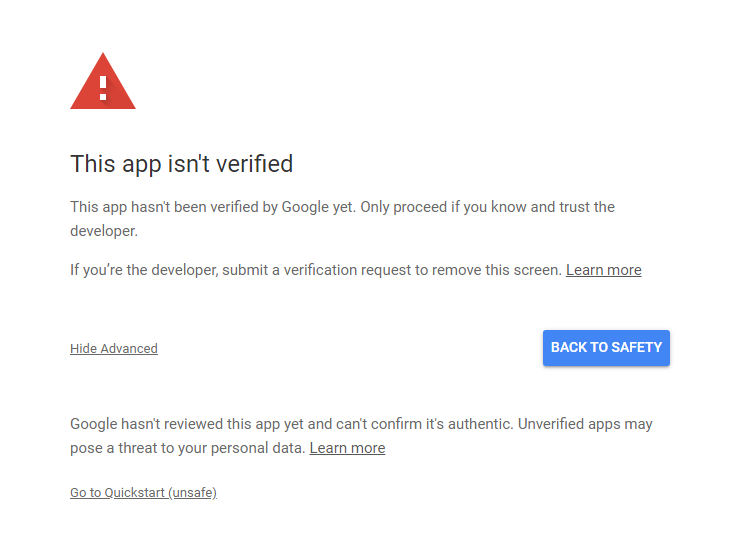 This app isn't verified
This app hasn't been verified by Google yet. Only proceed if you know and trust the
developer.
If you’re the developer, submit a verification request to remove this screen. Learn more
Hide Advanced
BACK TO SAFETY
Google hasn't reviewed this app yet and can't confirm it's authentic. Unverified apps may
pose a threat to your personal data. Learn more
Go to Quickstart (unsafe)